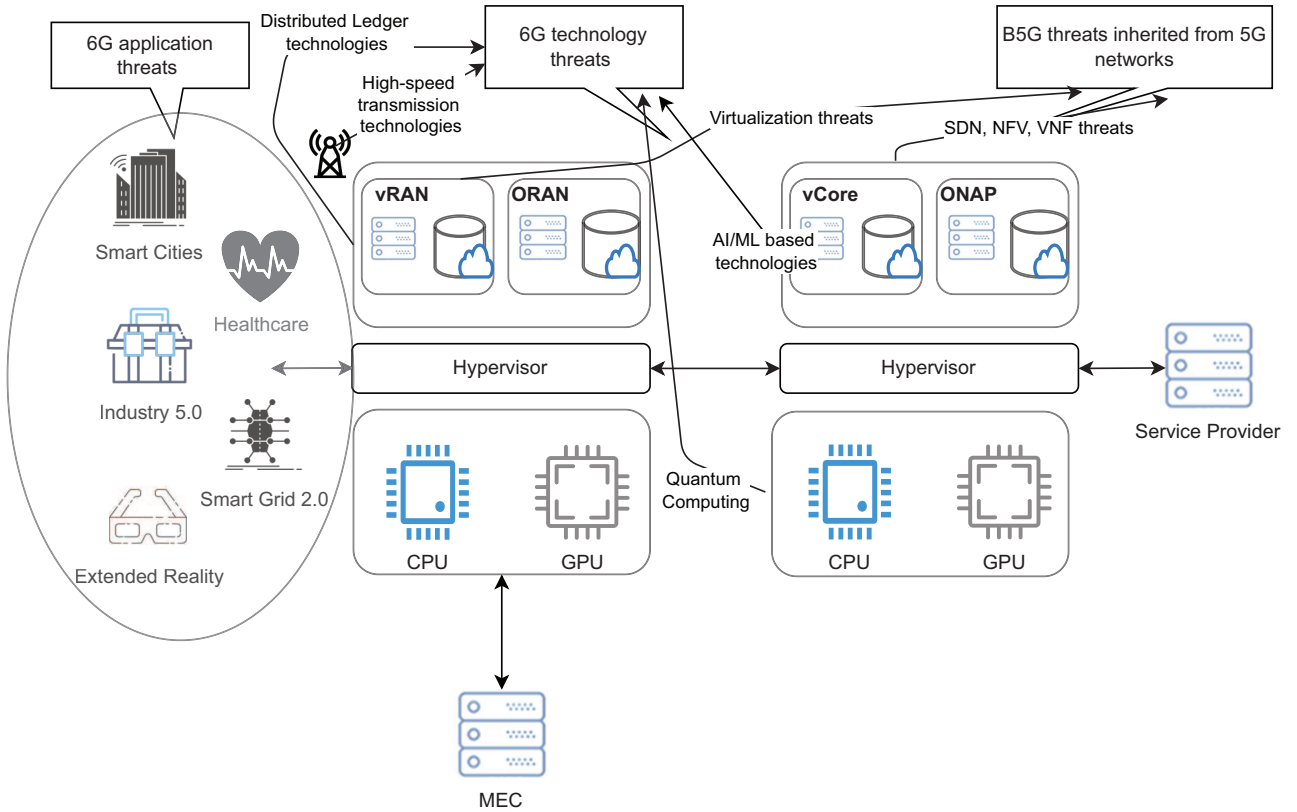 6G application
threats
Distributed Ledger
technologies
6G technology
threats
B5G threats inherited from 5G
networks
High-speed
transmission
technologies
Virtualization threats
SDN, NFV, VNF threats
vRAN
ORAN
vCore
ONAP
AI/ML based
technologies
Smart Cities
Healthcare
Industry 5.0
Smart Grid 2.0
Extended Reality
Hypervisor
Hypervisor
Service Provider
Quantum
Computing
CPU
GPU
CPU
GPU
MEC